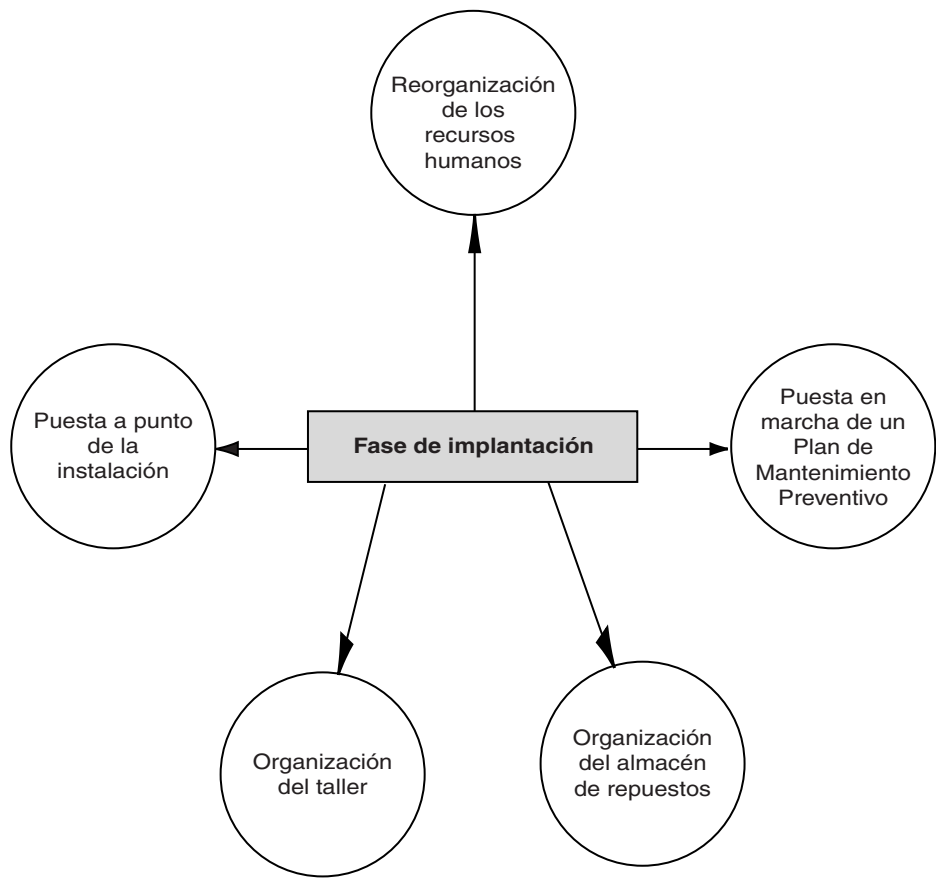 Reorganización
de los
recursos
humanos
Puesta a punto
de la
instalación
Fase de implantación
Puesta en
marcha de un
Plan de
Mantenimiento
Preventivo
Organización
del taller
Organización
del almacén
de repuestos